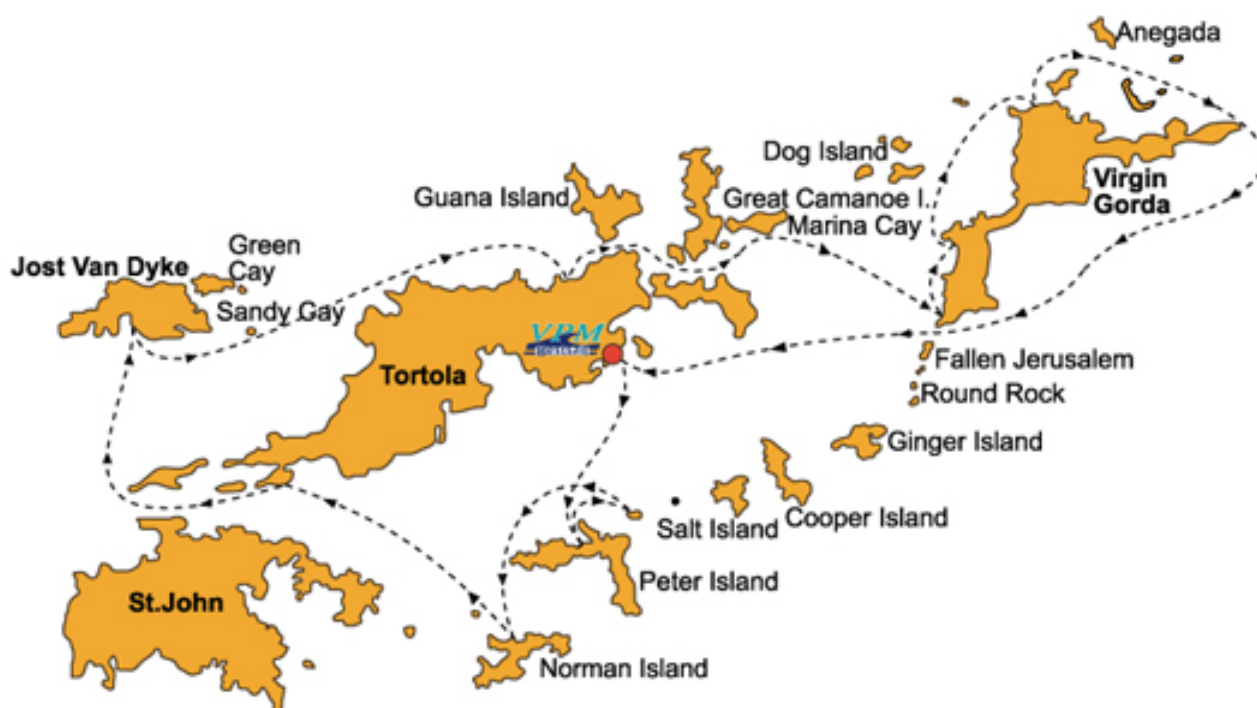 Anegada
Dog Island
Virgin
Gorda
Guana Island
Great Camanoe I.
Marina Cay
Green
Cay
Jost Van Dyke
Sandy Gay
VPM
Tortola
Fallen Jerusalem
Round Rock
Ginger Island
Cooper Island
Salt Island
Peter Island
St.John
Norman Island